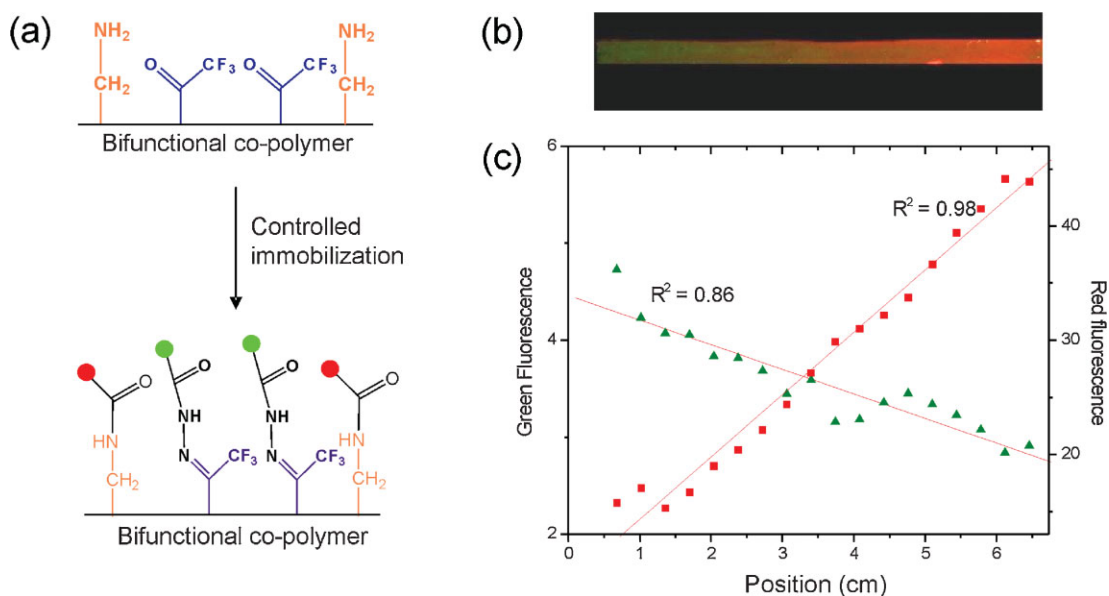 (a)
NH₂ NH₂
O CF₃ O CF₃
CH₂ CH₂
Bifunctional co-polymer
Controlled
immobilization
O O
O O
NH NH
HN HN
N CF₃ N CF₃
CH₂ CH₂
Bifunctional co-polymer
(b)
(c)
6
4
2
Green Fluorescence
R² = 0.86
R² = 0.98
40
30
20
Red fluorescence
0 1 2 3 4 5 6
Position (cm)